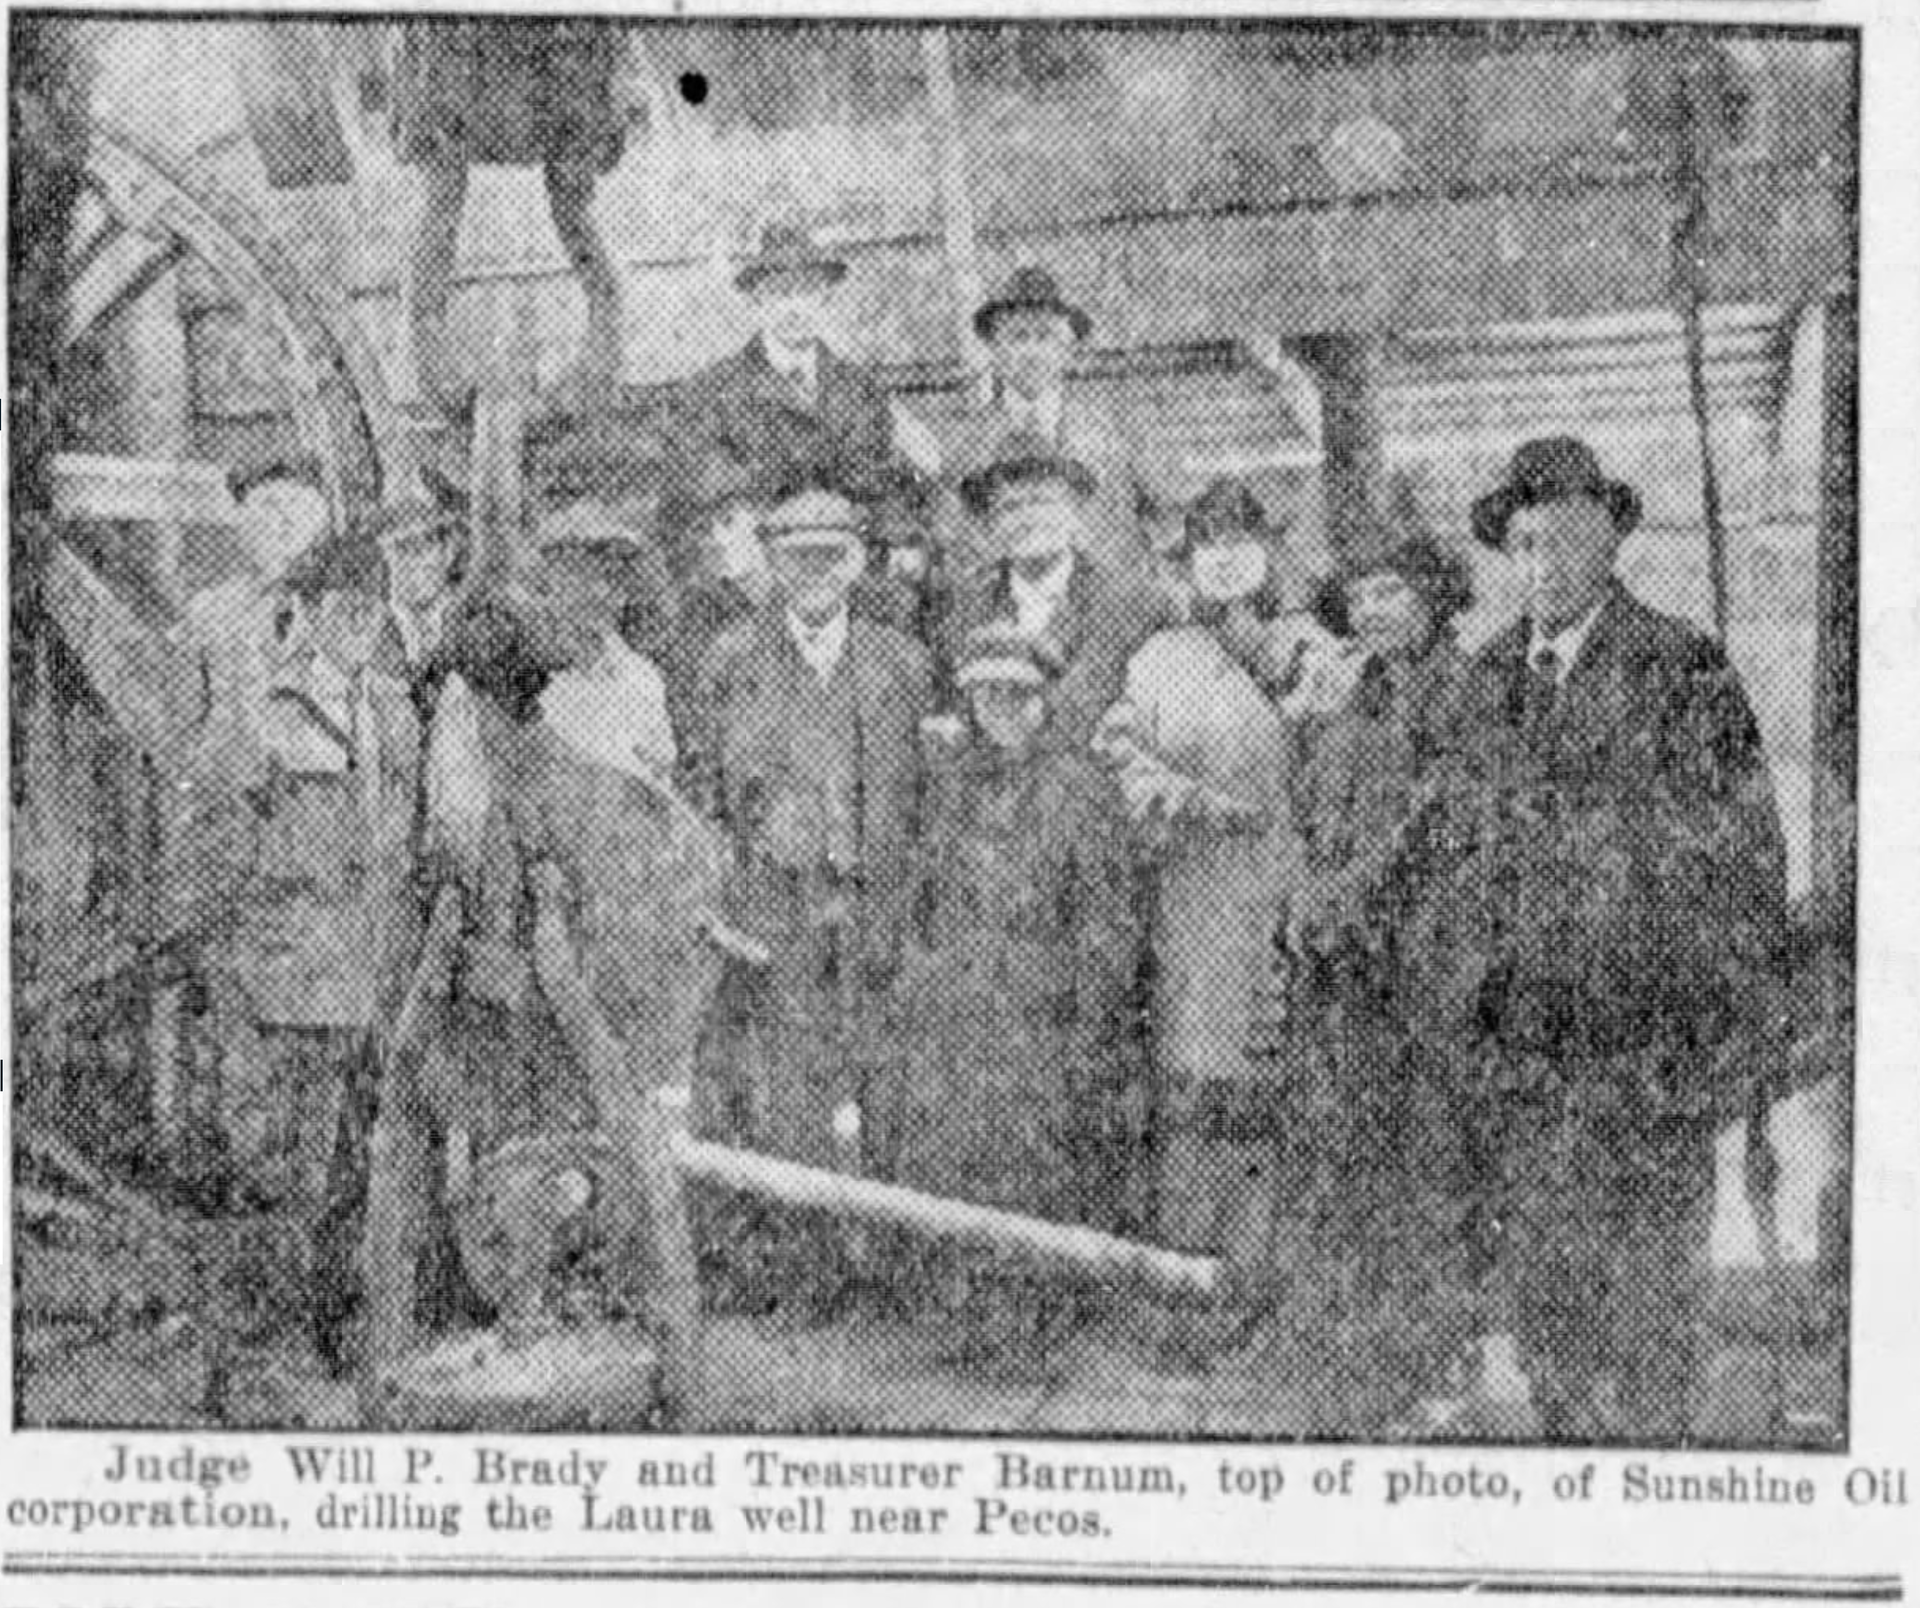 Judge Will P. Brady and Treasurer Barnum, top of photo, of Sunshine Oil
corporation, drilling the Laura well near Pecos.